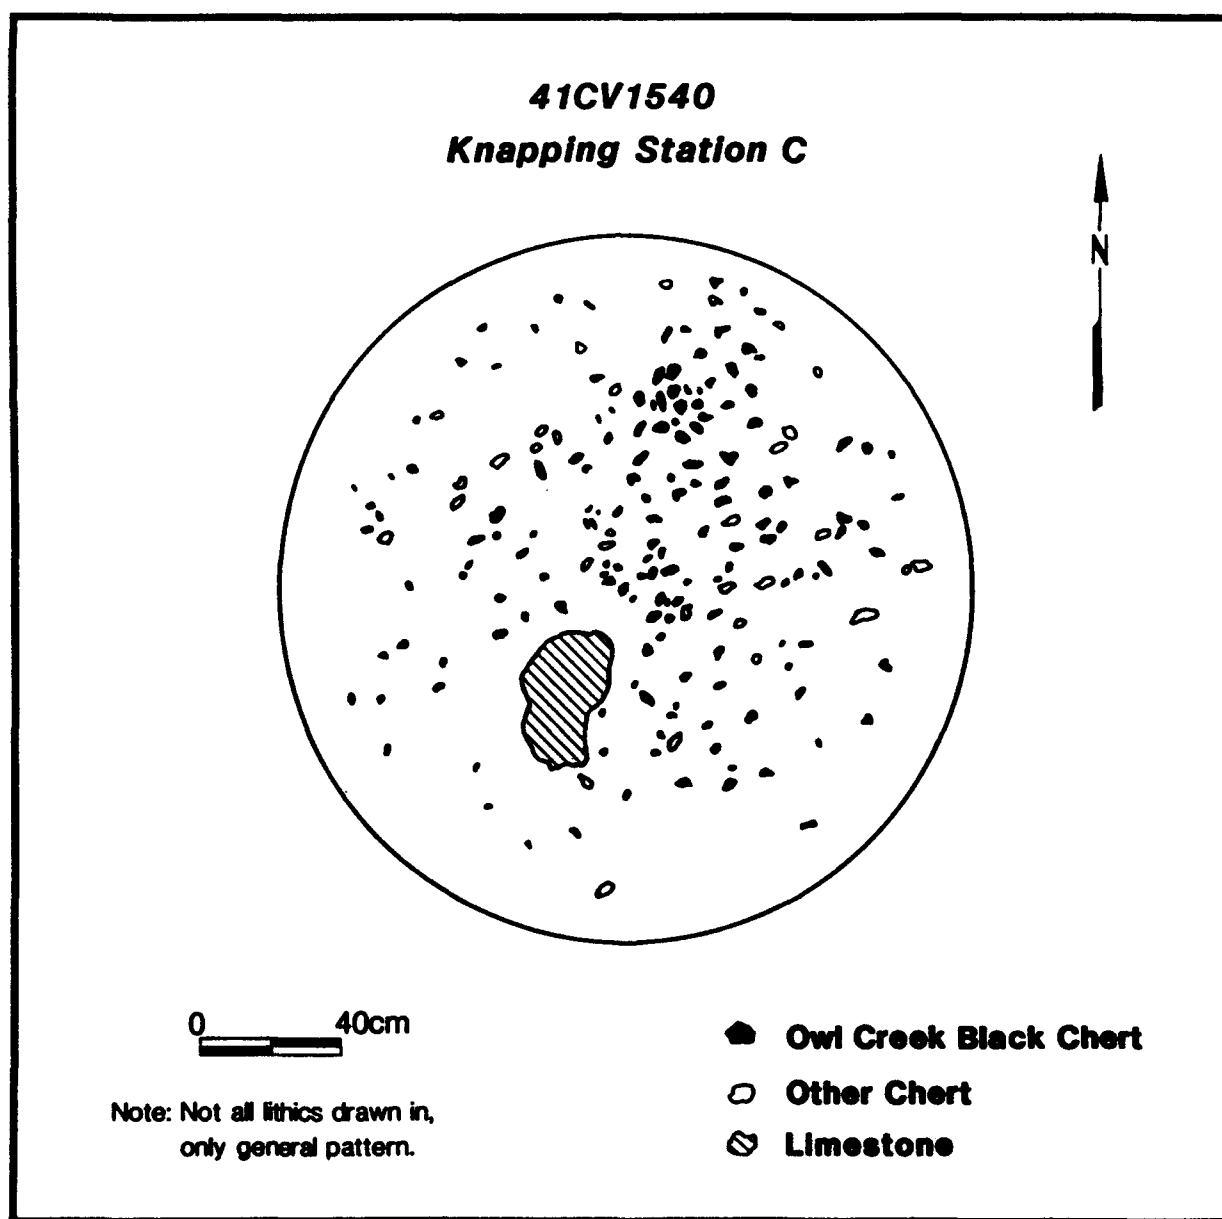 41CV1540
Knapping Station C
N
0 40cm
Note: Not all lithics drawn in,
only general pattern.
Owl Creek Black Chert
Other Chert
Limestone